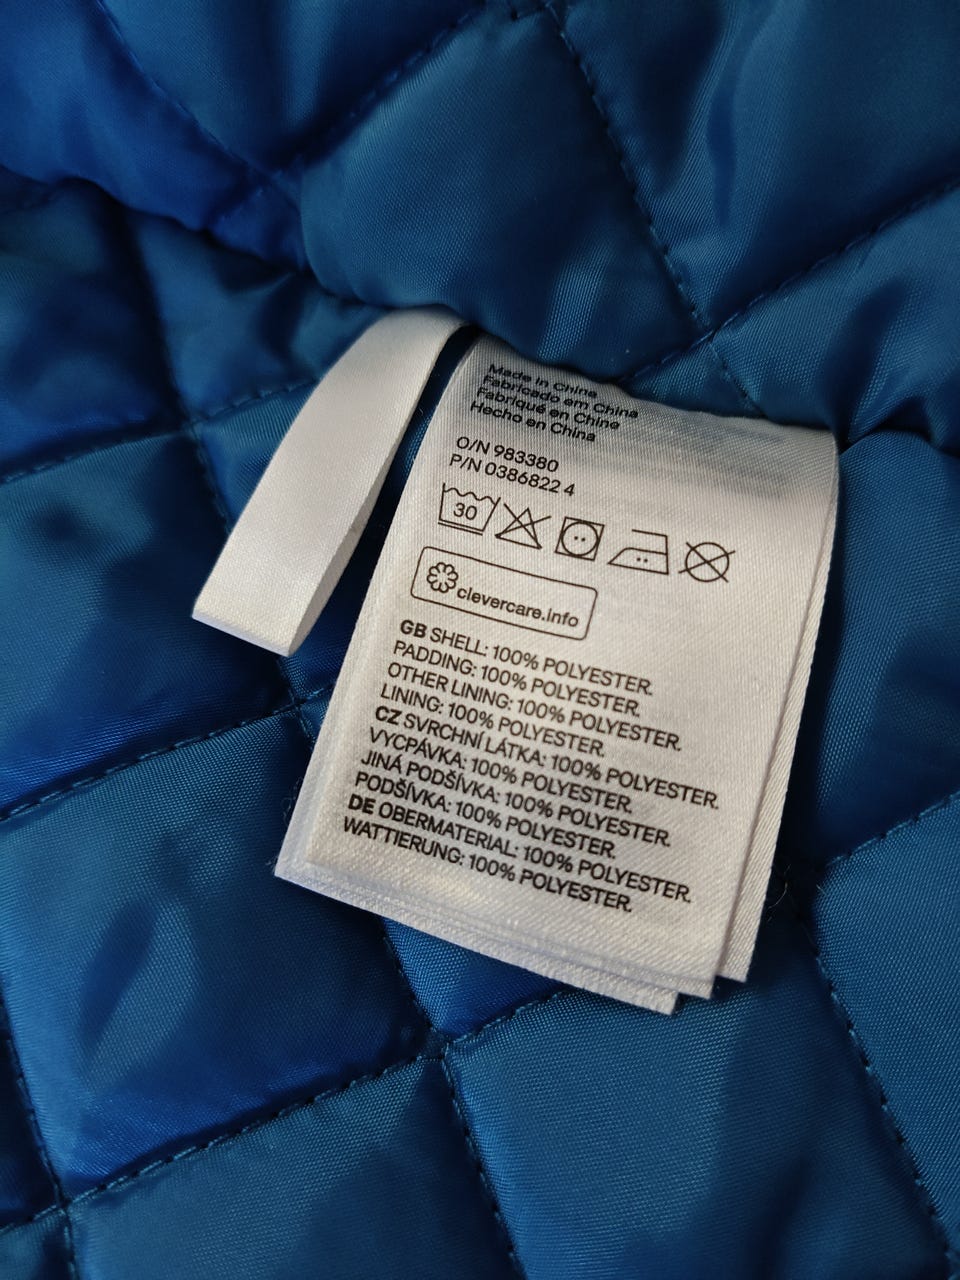 Made in China
Fabricado em China
Fabriqué en Chine
Hecho en China
O/N 983380
P/N 0386822 4
30
clevercare.info
GB SHELL: 100% POLYESTER.
PADDING: 100% POLYESTER.
OTHER LINING: 100% POLYESTER.
LINING: 100% POLYESTER.
CZ SVRCHNÍ LÁTKA: 100% POLYESTER.
VYCPÁVKA: 100% POLYESTER.
JINÁ PODŠÍVKA: 100% POLYESTER.
PODŠÍVKA: 100% POLYESTER.
DE OBERMATERIAL: 100% POLYESTER.
WATTIERUNG: 100% POLYESTER.